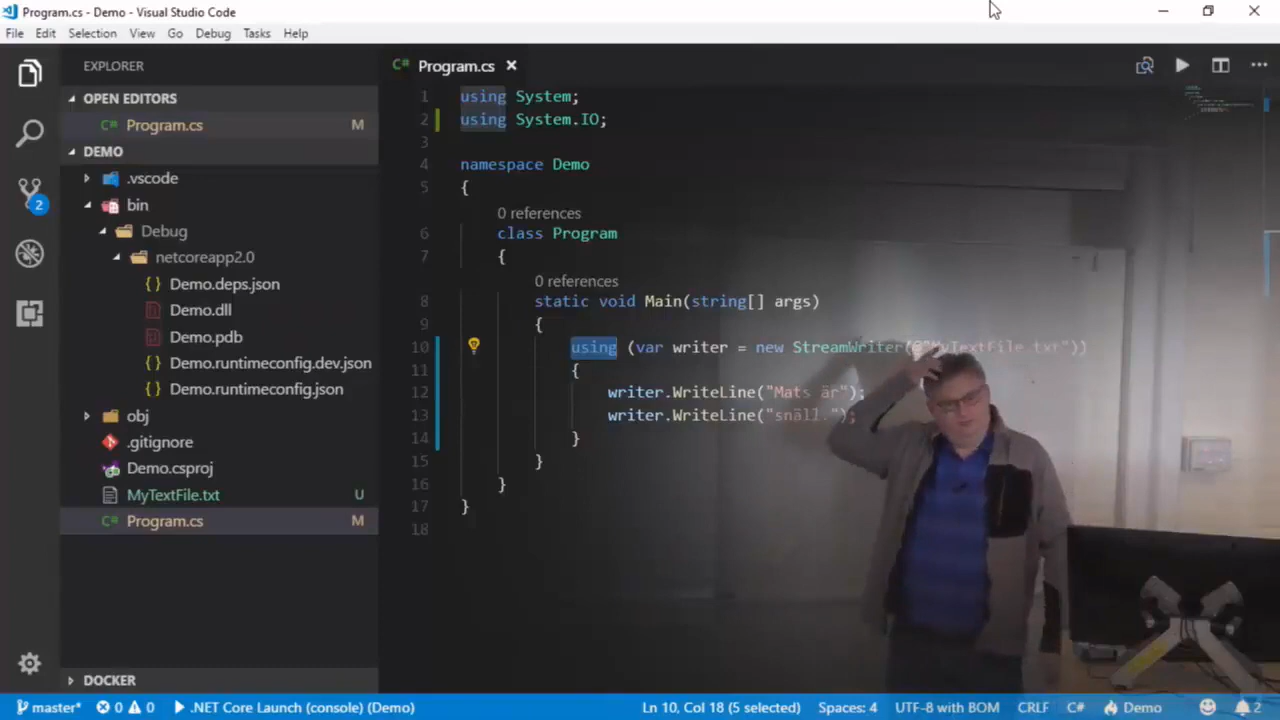 Program.cs - Demo - Visual Studio Code
File Edit Selection View Go Debug Tasks Help
EXPLORER
OPEN EDITORS
C# Program.cs M
DEMO
.vscode
bin
Debug
netcoreapp2.0
{ } Demo.deps.json
Demo.dll
Demo.pdb
{ } Demo.runtimeconfig.dev.json
{ } Demo.runtimeconfig.json
obj
.gitignore
Demo.csproj
MyTextFile.txt U
C# Program.cs M
DOCKER
2
C# Program.cs
1 using System;
2 using System.IO;
3
4 namespace Demo
5 {
0 references
6 class Program
7 {
0 references
8 static void Main(string[] args)
9 {
10 using (var writer = new StreamWriter(@"MyTextFile.txt"))
11 {
12 writer.WriteLine("Mats är");
13 writer.WriteLine("snäll.");
14 }
15 }
16 }
17 }
18
master* 0 0 .NET Core Launch (console) (Demo) Ln 10, Col 18 (5 selected) Spaces: 4 UTF-8 with BOM CRLF C# Demo 2